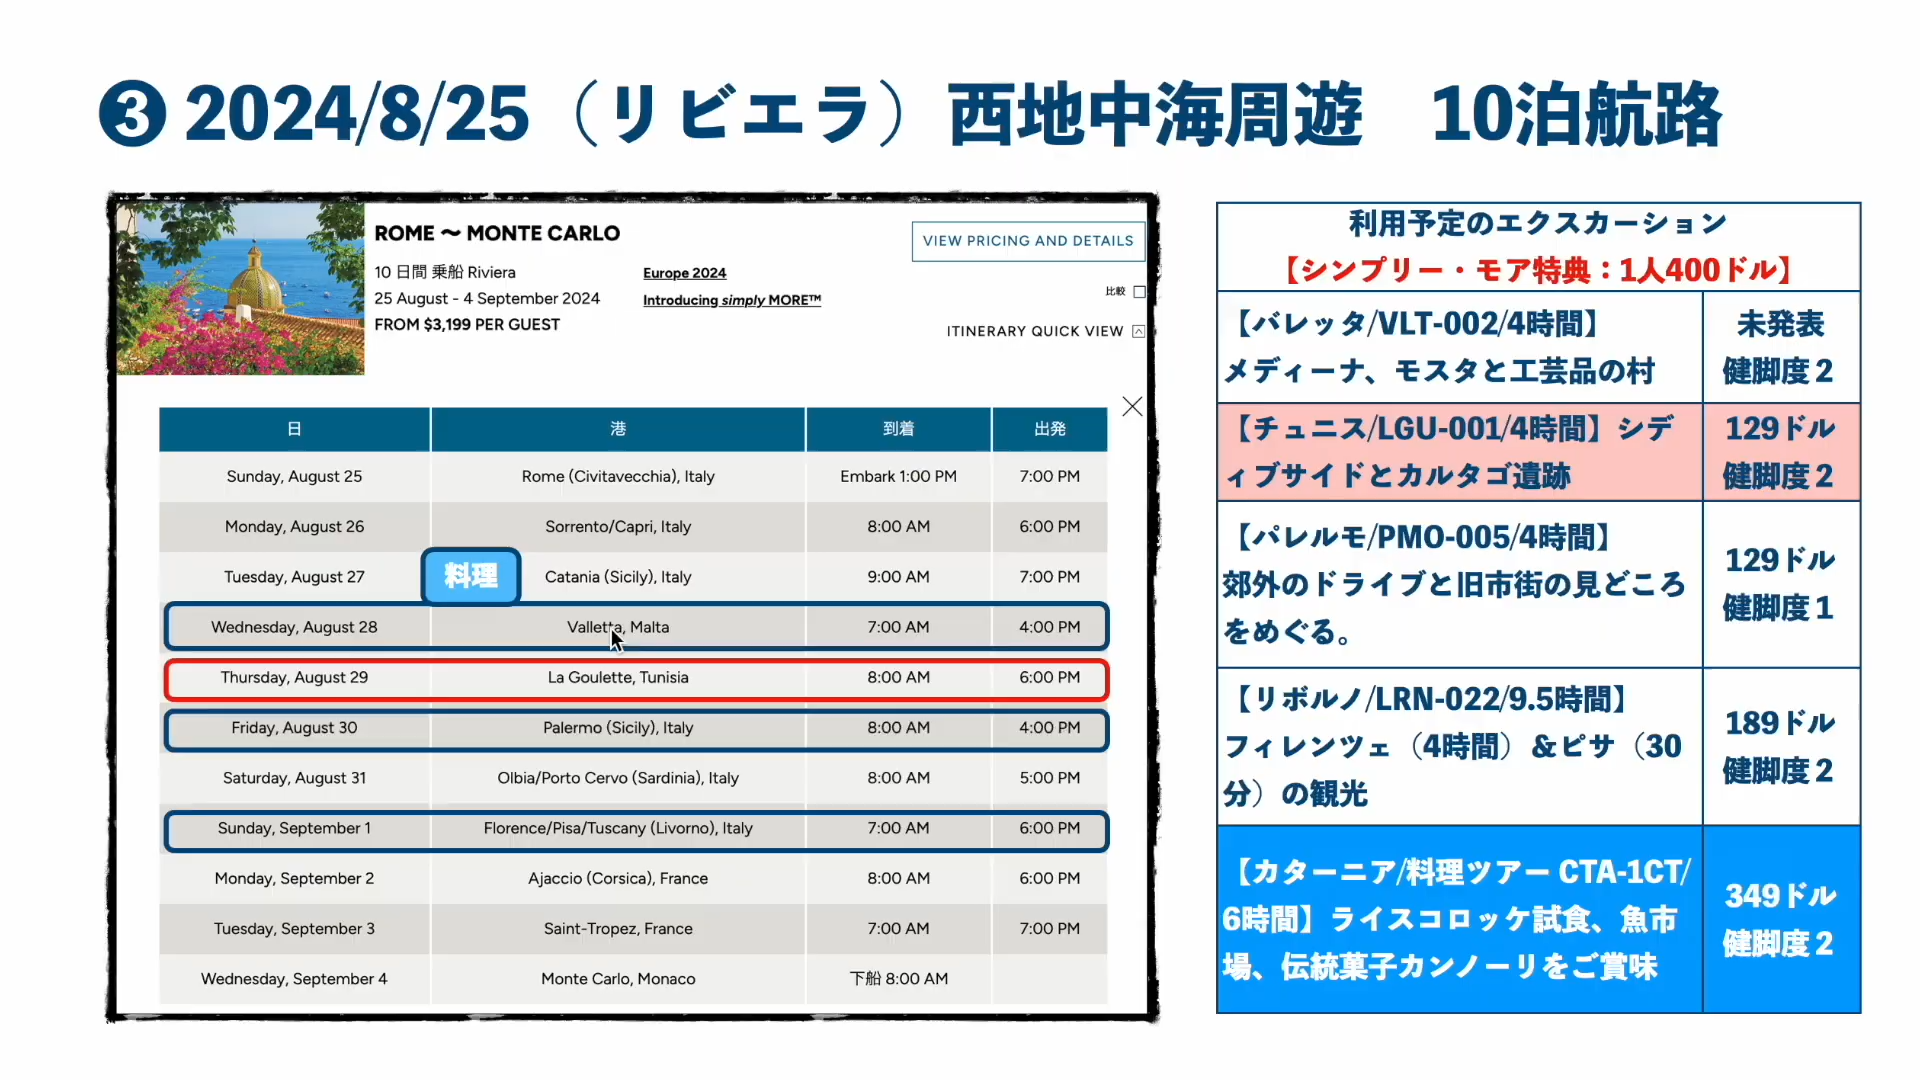 ❸ 2024/8/25（リビエラ）西地中海周遊　10泊航路
ROME 〜 MONTE CARLO
10 日間 乗船 Riviera
25 August - 4 September 2024
FROM $3,199 PER GUEST
Europe 2024
Introducing simply MORE™
VIEW PRICING AND DETAILS
比較
ITINERARY QUICK VIEW
日 港 到着 出発
Sunday, August 25 Rome (Civitavecchia), Italy Embark 1:00 PM 7:00 PM
Monday, August 26 Sorrento/Capri, Italy 8:00 AM 6:00 PM
Tuesday, August 27 料理 Catania (Sicily), Italy 9:00 AM 7:00 PM
Wednesday, August 28 Valletta, Malta 7:00 AM 4:00 PM
Thursday, August 29 La Goulette, Tunisia 8:00 AM 6:00 PM
Friday, August 30 Palermo (Sicily), Italy 8:00 AM 4:00 PM
Saturday, August 31 Olbia/Porto Cervo (Sardinia), Italy 8:00 AM 5:00 PM
Sunday, September 1 Florence/Pisa/Tuscany (Livorno), Italy 7:00 AM 6:00 PM
Monday, September 2 Ajaccio (Corsica), France 8:00 AM 6:00 PM
Tuesday, September 3 Saint-Tropez, France 7:00 AM 7:00 PM
Wednesday, September 4 Monte Carlo, Monaco 下船 8:00 AM
利用予定のエクスカーション
【シンプリー・モア特典：1人400ドル】
【バレッタ/VLT-002/4時間】
メディーナ、モスタと工芸品の村
未発表
健脚度２
【チュニス/LGU-001/4時間】シデ
ィブサイドとカルタゴ遺跡
129ドル
健脚度２
【パレルモ/PMO-005/4時間】
郊外のドライブと旧市街の見どころ
をめぐる。
129ドル
健脚度１
【リボルノ/LRN-022/9.5時間】
フィレンツェ（4時間）＆ピサ（30
分）の観光
189ドル
健脚度２
【カターニア/料理ツアー CTA-1CT/
6時間】ライスコロッケ試食、魚市
場、伝統菓子カンノーリをご賞味
349ドル
健脚度２